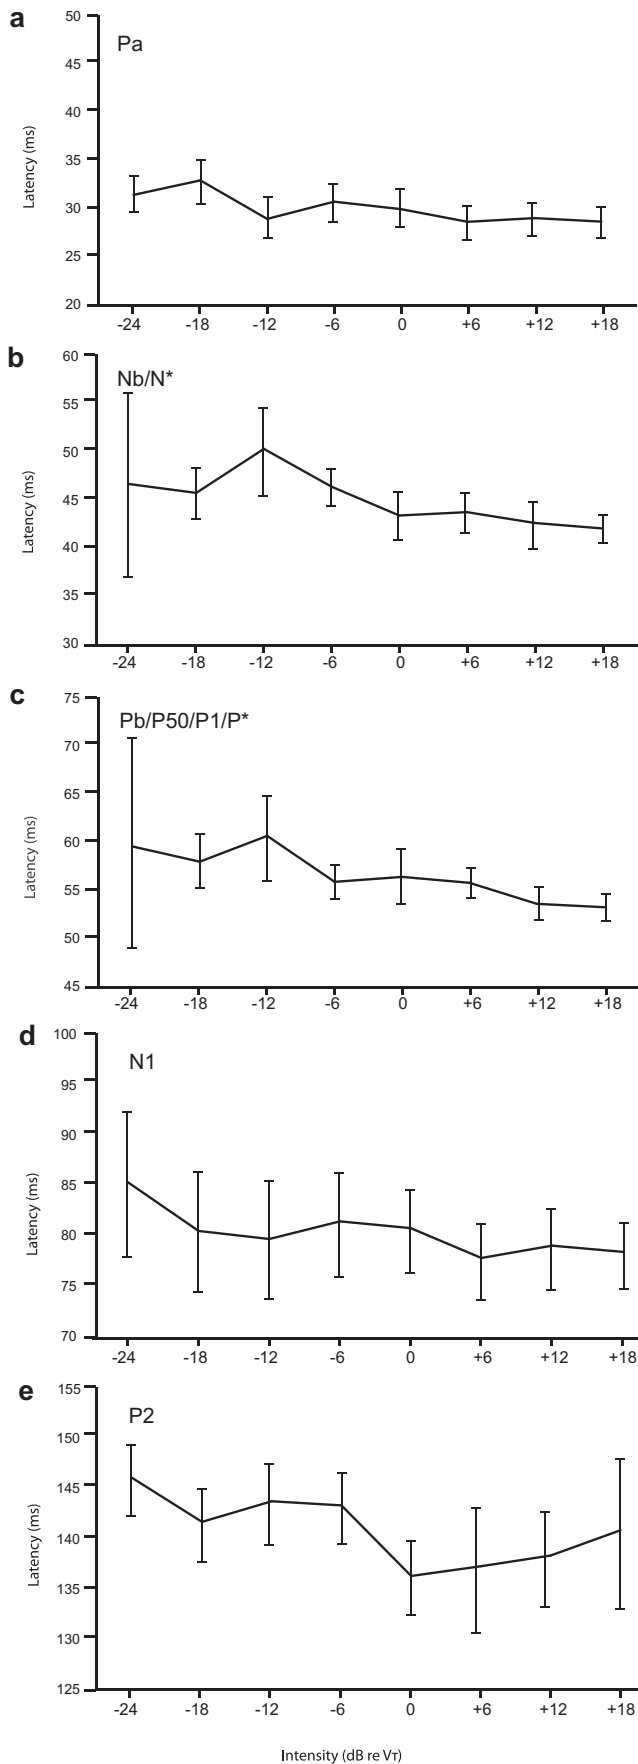 a
Pa
Latency (ms)
50
45
40
35
30
25
20
-24 -18 -12 -6 0 +6 +12 +18
b
Nb/N*
Latency (ms)
60
55
50
45
40
35
30
-24 -18 -12 -6 0 +6 +12 +18
c
Pb/P50/P1/P*
Latency (ms)
75
70
65
60
55
50
45
-24 -18 -12 -6 0 +6 +12 +18
d
N1
Latency (ms)
100
95
90
85
80
75
70
-24 -18 -12 -6 0 +6 +12 +18
e
P2
Latency (ms)
155
150
145
140
135
130
125
-24 -18 -12 -6 0 +6 +12 +18
Intensity (dB re VT)